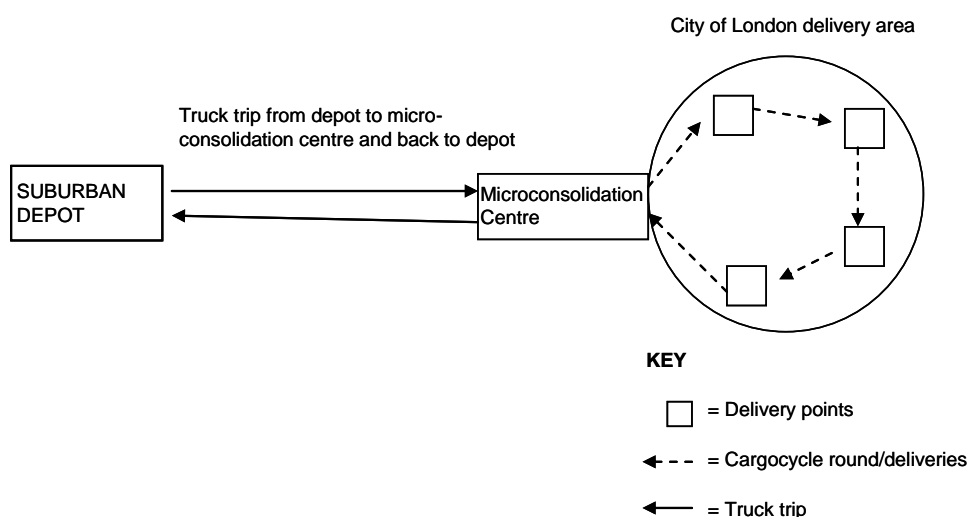 City of London delivery area
Truck trip from depot to micro-
consolidation centre and back to depot
SUBURBAN
DEPOT
Microconsolidation
Centre
KEY
= Delivery points
= Cargocycle round/deliveries
= Truck trip